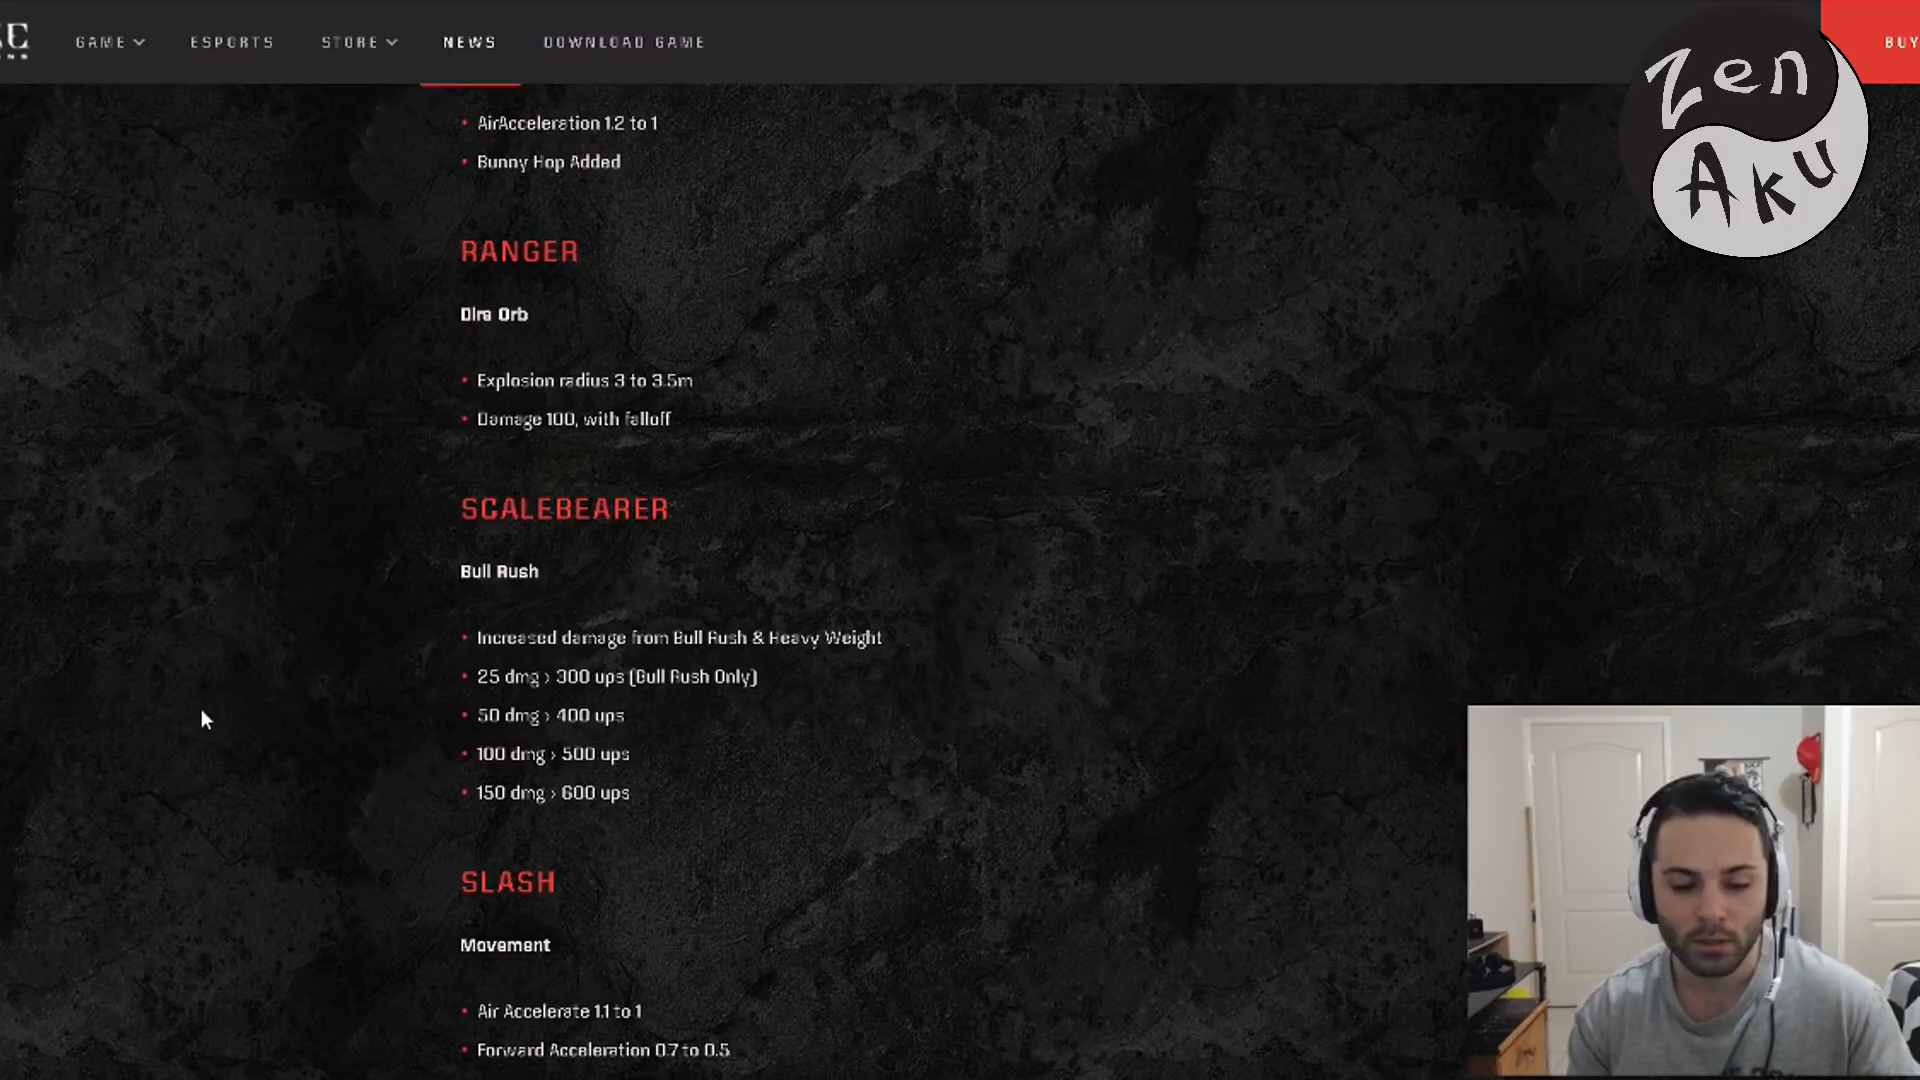 GAME
ESPORTS
STORE
NEWS
DOWNLOAD GAME
BUY
Zen
Aku
AirAcceleration 1.2 to 1
Bunny Hop Added
RANGER
Dire Orb
Explosion radius 3 to 3.5m
Damage 100, with falloff
SCALEBEARER
Bull Rush
Increased damage from Bull Rush & Heavy Weight
25 dmg > 300 ups (Bull Rush Only)
50 dmg > 400 ups
100 dmg > 500 ups
150 dmg > 600 ups
SLASH
Movement
Air Accelerate 1.1 to 1
Forward Acceleration 0.7 to 0.5